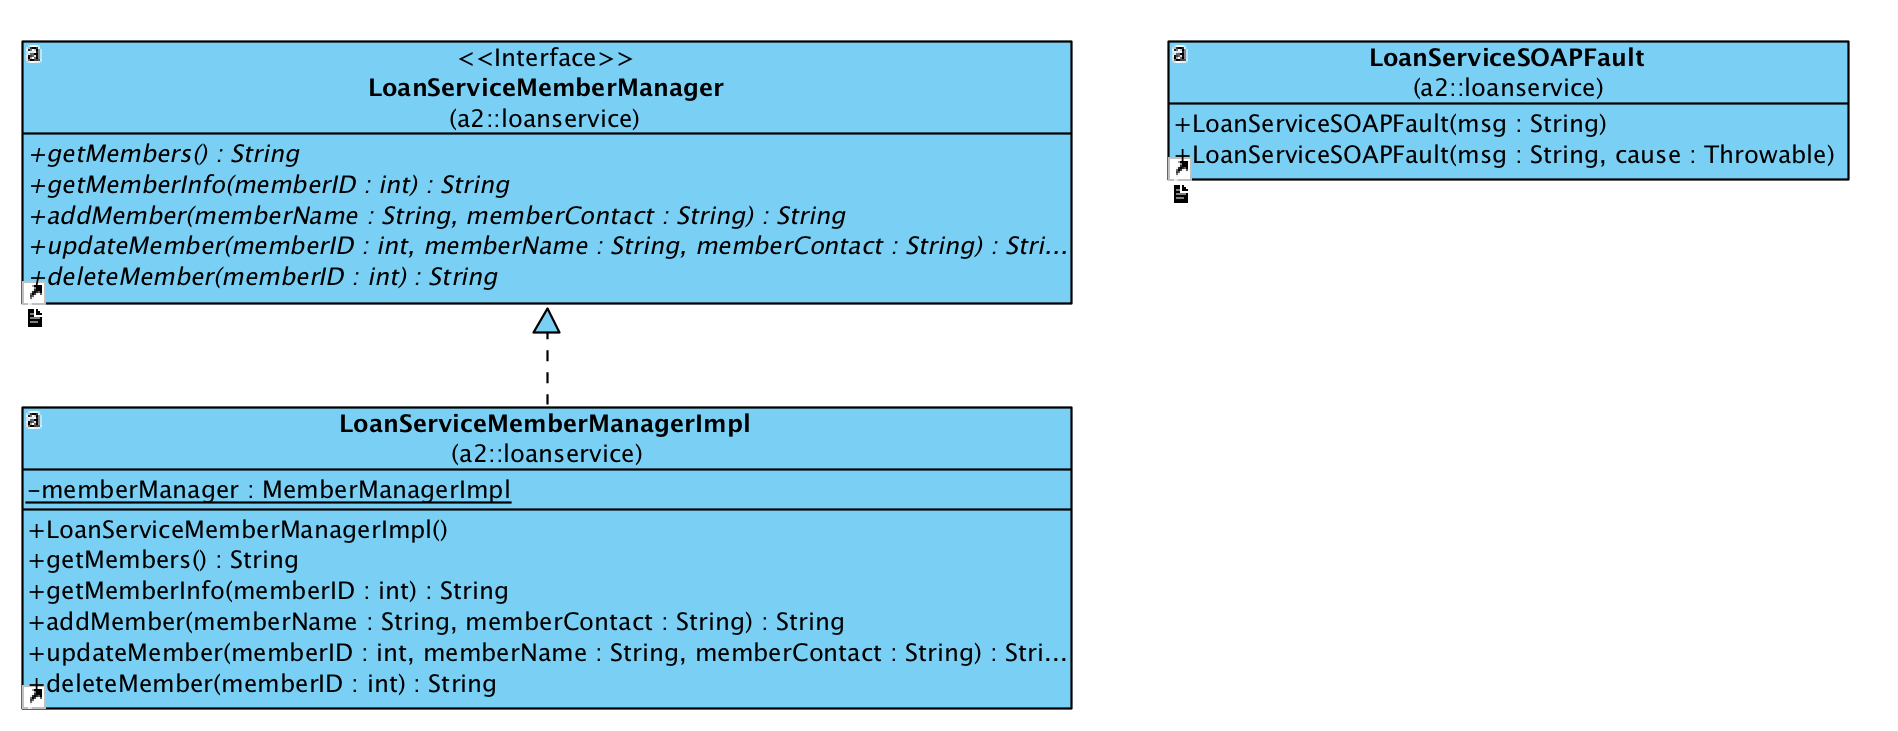 a
<<Interface>>
LoanServiceMemberManager
(a2::loanservice)
+getMembers() : String
+getMemberInfo(memberID : int) : String
+addMember(memberName : String, memberContact : String) : String
+updateMember(memberID : int, memberName : String, memberContact : String) : Stri...
+deleteMember(memberID : int) : String
a
LoanServiceSOAPFault
(a2::loanservice)
+LoanServiceSOAPFault(msg : String)
+LoanServiceSOAPFault(msg : String, cause : Throwable)
a
LoanServiceMemberManagerImpl
(a2::loanservice)
-memberManager : MemberManagerImpl
+LoanServiceMemberManagerImpl()
+getMembers() : String
+getMemberInfo(memberID : int) : String
+addMember(memberName : String, memberContact : String) : String
+updateMember(memberID : int, memberName : String, memberContact : String) : Stri...
+deleteMember(memberID : int) : String